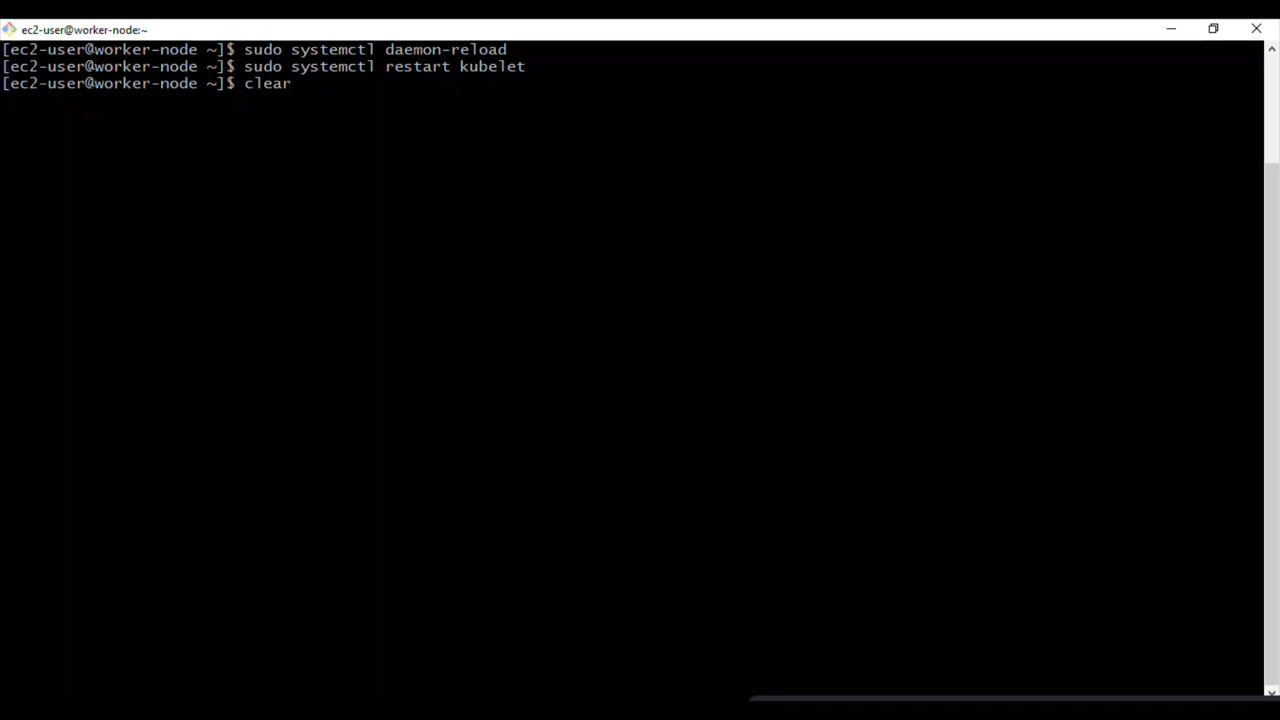 ec2-user@worker-node:~
[ec2-user@worker-node ~]$ sudo systemctl daemon-reload
[ec2-user@worker-node ~]$ sudo systemctl restart kubelet
[ec2-user@worker-node ~]$ clear